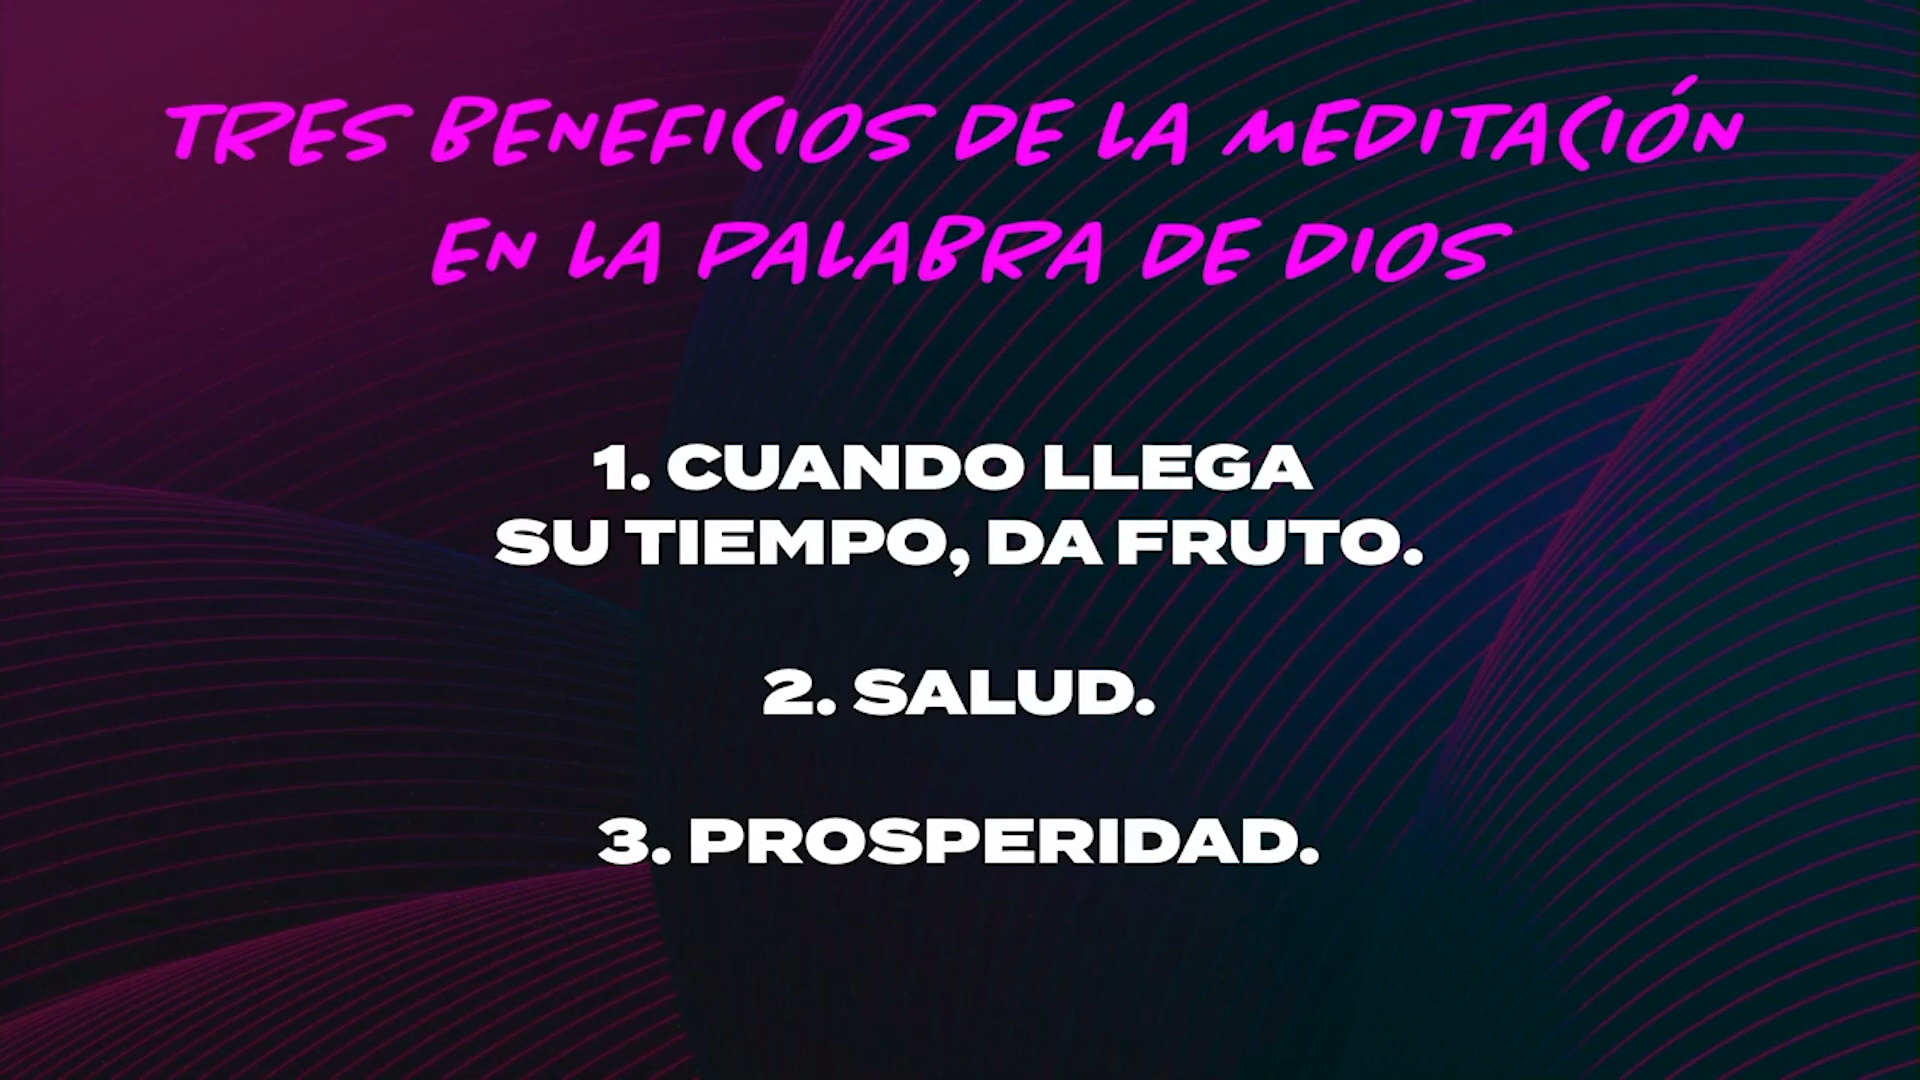 TRES BENEFICIOS DE LA MEDITACIÓN
EN LA PALABRA DE DIOS
1. CUANDO LLEGA
SU TIEMPO, DA FRUTO.
2. SALUD.
3. PROSPERIDAD.